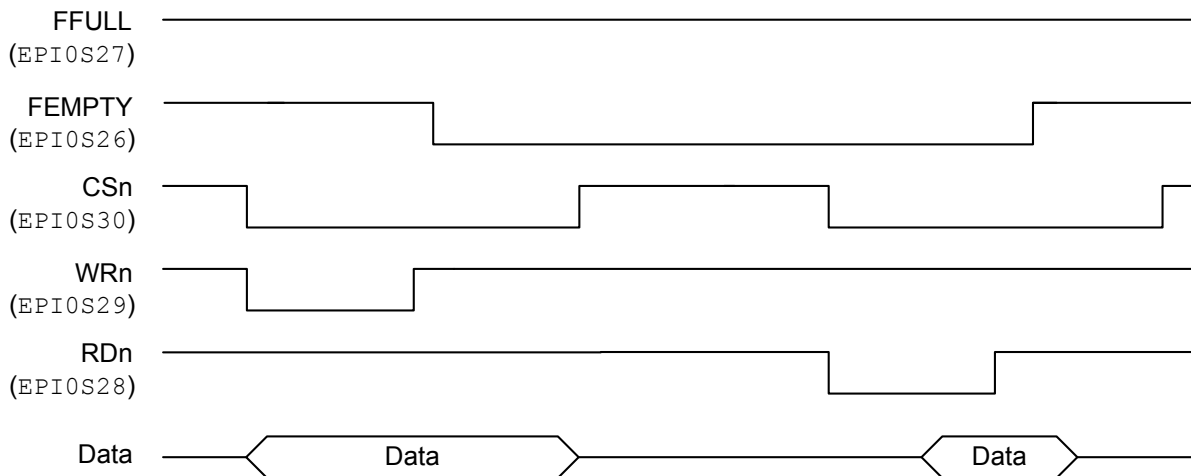 FFULL
(EPI0S27)
FEMPTY
(EPI0S26)
CSn
(EPI0S30)
WRn
(EPI0S29)
RDn
(EPI0S28)
Data Data Data